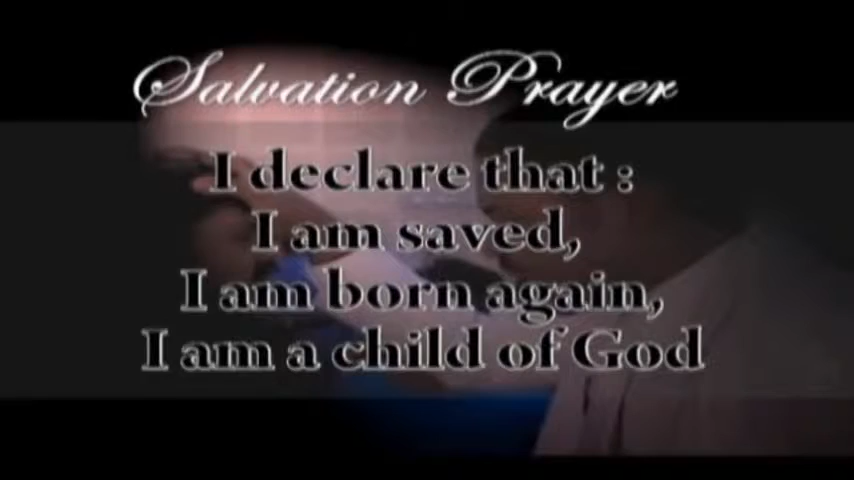 Salvation Prayer
I declare that :
I am saved,
I am born again,
I am a child of God